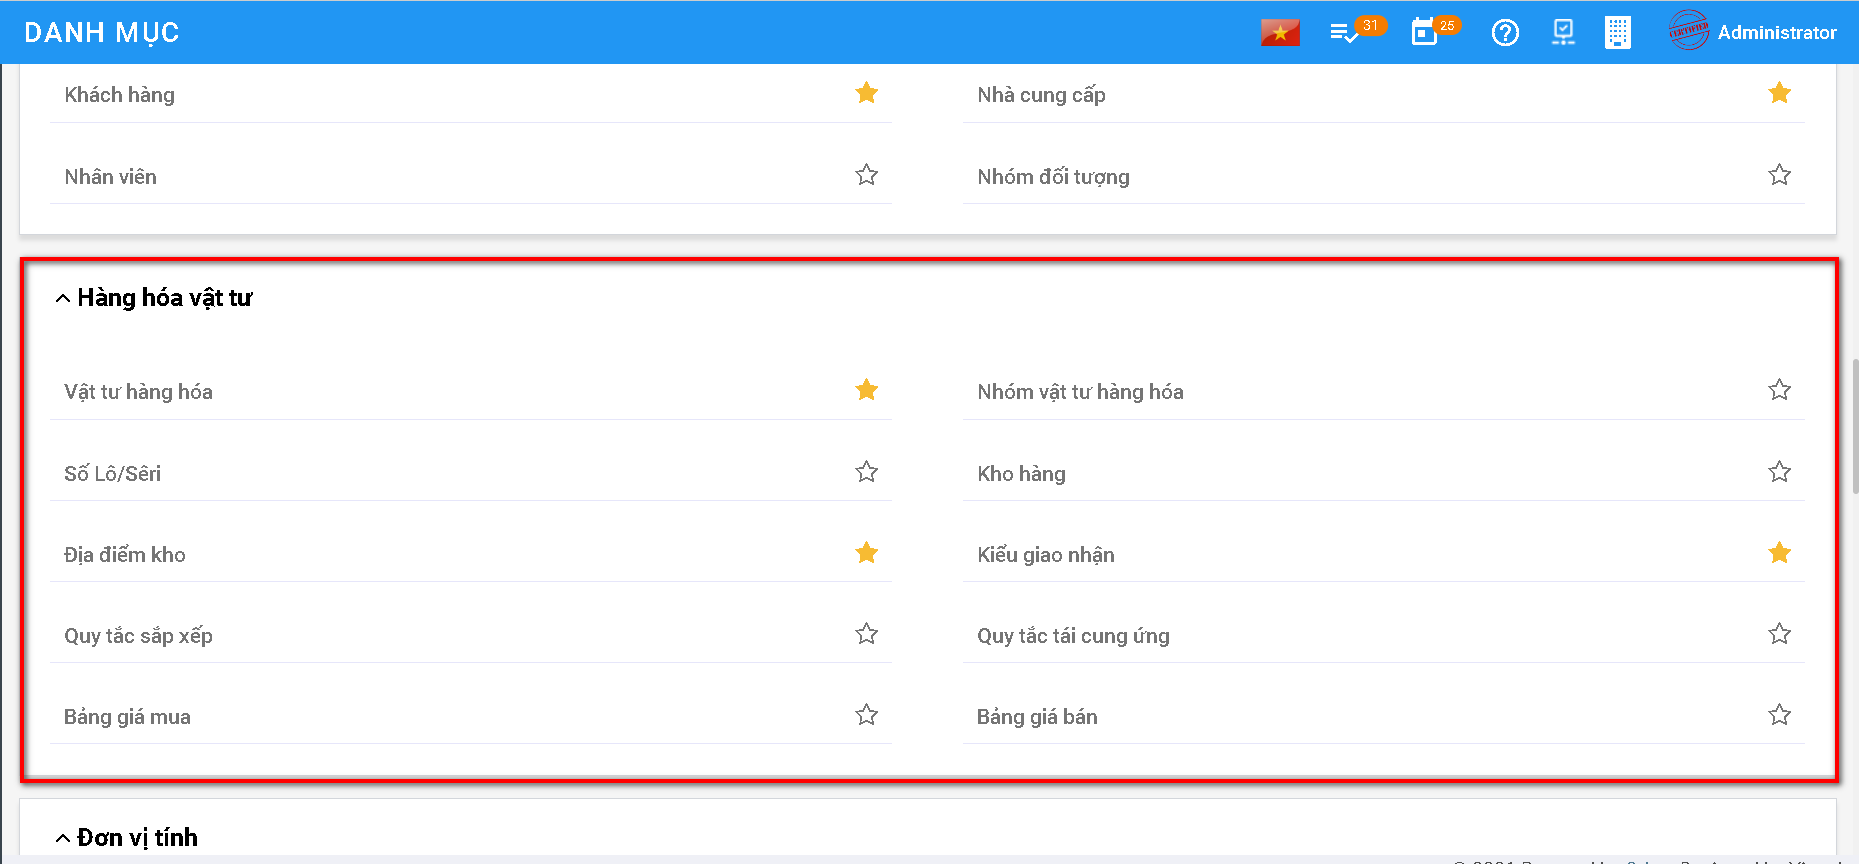 DANH MỤC
31
25
CERTIFIED
Administrator
Khách hàng
Nhà cung cấp
Nhân viên
Nhóm đối tượng
Hàng hóa vật tư
Vật tư hàng hóa
Nhóm vật tư hàng hóa
Số Lô/Sêri
Kho hàng
Địa điểm kho
Kiểu giao nhận
Quy tắc sắp xếp
Quy tắc tái cung ứng
Bảng giá mua
Bảng giá bán
Đơn vị tính